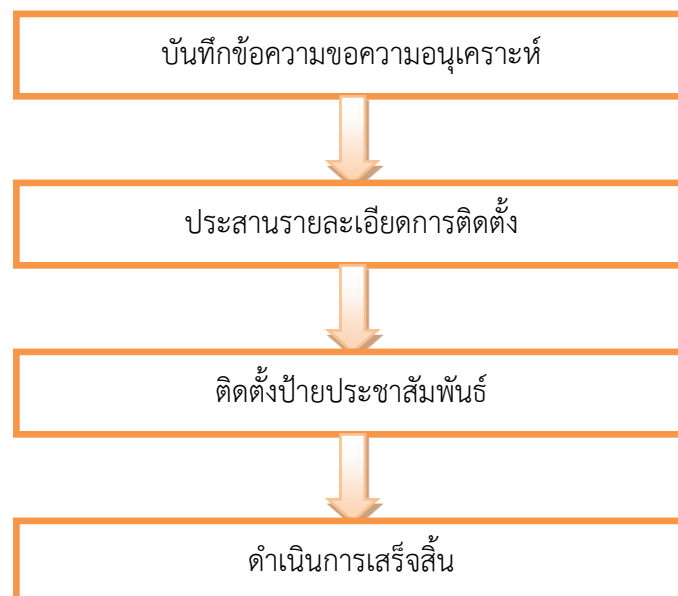 บันทึกข้อความขอความอนุเคราะห์
ประสานรายละเอียดการติดตั้ง
ติดตั้งป้ายประชาสัมพันธ์
ดำเนินการเสร็จสิ้น